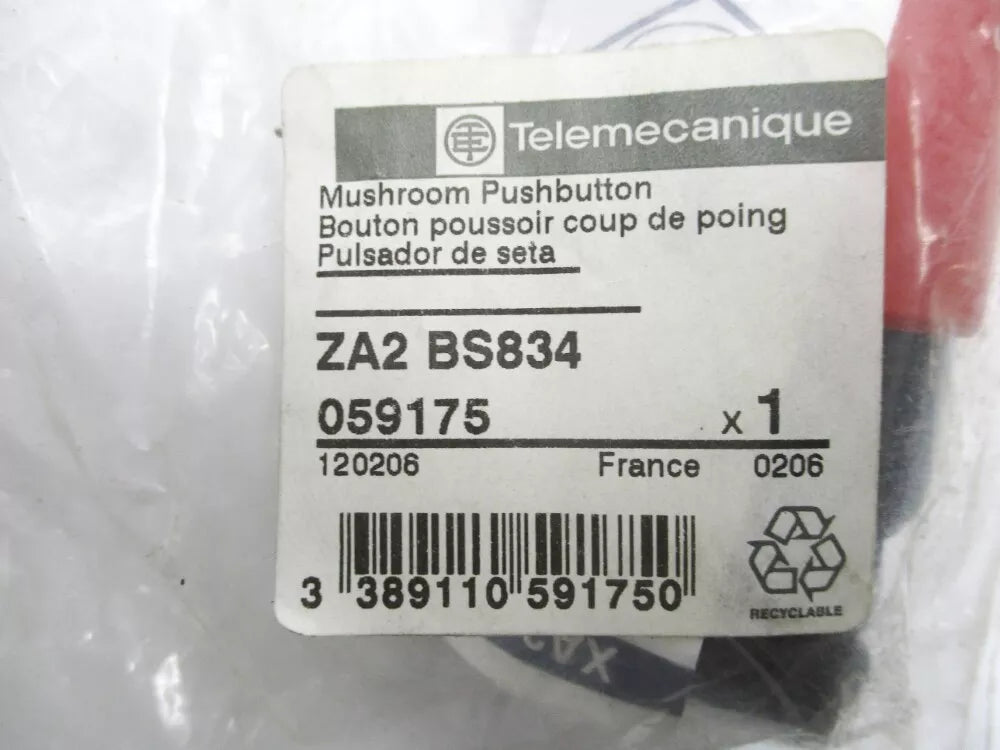 Telemecanique
Mushroom Pushbutton
Bouton poussoir coup de poing
Pulsador de seta
ZA2 BS834
059175 x 1
120206 France 0206
3 389110 591750
RECYCLABLE
XA2